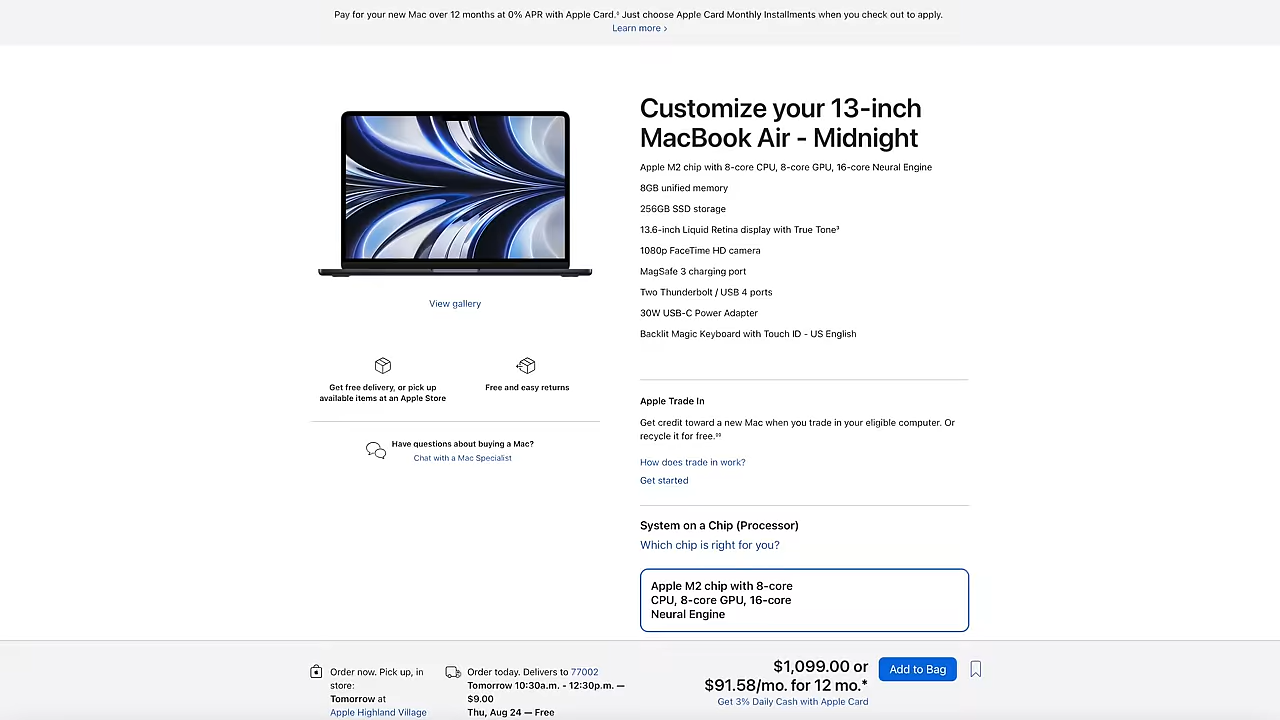 Pay for your new Mac over 12 months at 0% APR with Apple Card.◊ Just choose Apple Card Monthly Installments when you check out to apply.
Learn more >
Customize your 13-inch
MacBook Air - Midnight
Apple M2 chip with 8-core CPU, 8-core GPU, 16-core Neural Engine
8GB unified memory
256GB SSD storage
13.6-inch Liquid Retina display with True Tone³
1080p FaceTime HD camera
MagSafe 3 charging port
Two Thunderbolt / USB 4 ports
30W USB-C Power Adapter
Backlit Magic Keyboard with Touch ID - US English
View gallery
Get free delivery, or pick up
available items at an Apple Store
Free and easy returns
Have questions about buying a Mac?
Chat with a Mac Specialist
Apple Trade In
Get credit toward a new Mac when you trade in your eligible computer. Or
recycle it for free.
How does trade in work?
Get started
System on a Chip (Processor)
Which chip is right for you?
Apple M2 chip with 8-core
CPU, 8-core GPU, 16-core
Neural Engine
Order now. Pick up, in
store:
Tomorrow at
Apple Highland Village
Order today. Delivers to 77002
Tomorrow 10:30a.m. - 12:30p.m. —
$9.00
Thu, Aug 24 — Free
$1,099.00 or
$91.58/mo. for 12 mo.*
Get 3% Daily Cash with Apple Card
Add to Bag